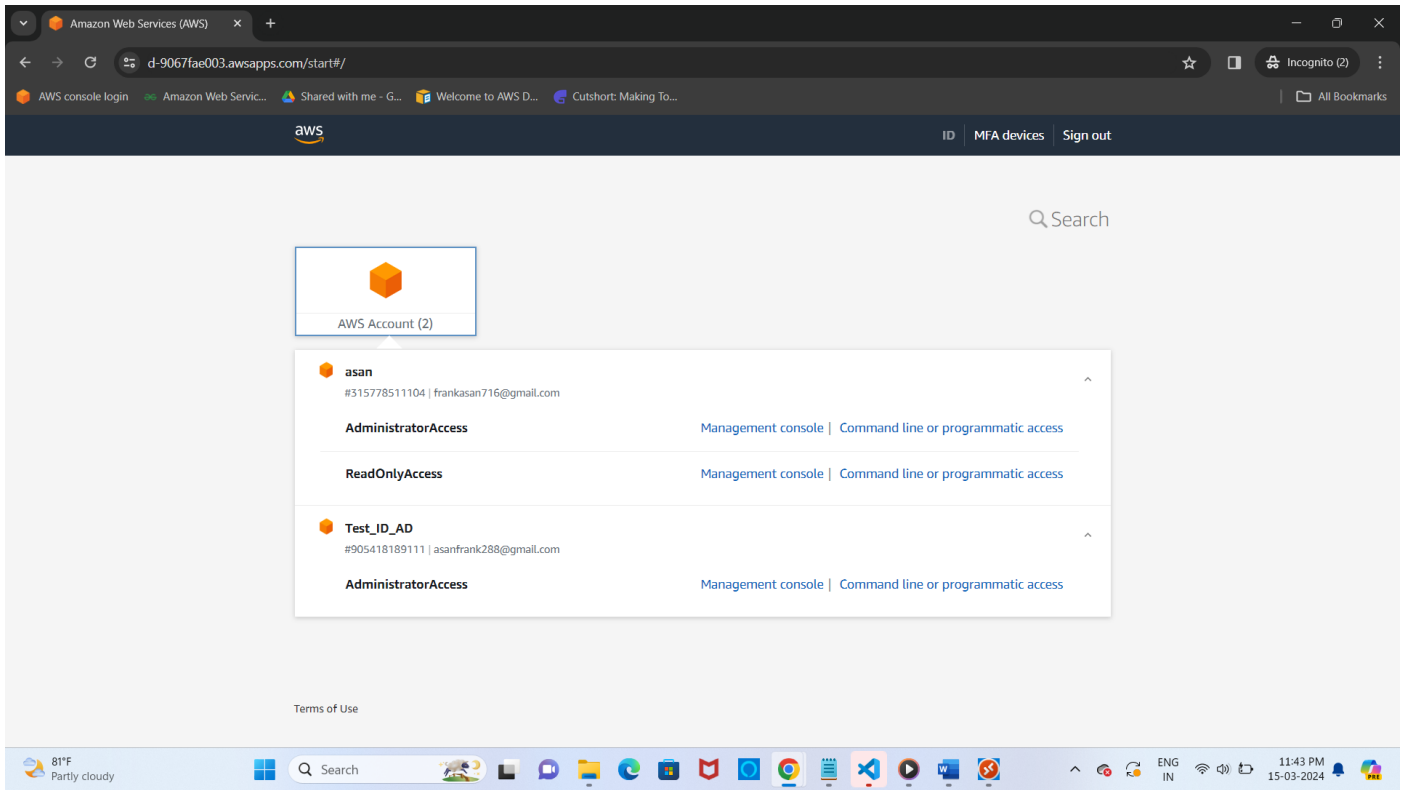 Amazon Web Services (AWS)
d-9067fae003.awsapps.com/start#/
Incognito (2)
AWS console login
Amazon Web Servic...
Shared with me - G...
Welcome to AWS D...
Cutshort: Making To...
All Bookmarks
aws
ID
MFA devices
Sign out
Search
AWS Account (2)
asan
#315778511104 | frankasan716@gmail.com
AdministratorAccess Management console | Command line or programmatic access
ReadOnlyAccess Management console | Command line or programmatic access
Test_ID_AD
#905418189111 | asanfrank288@gmail.com
AdministratorAccess Management console | Command line or programmatic access
Terms of Use
81°F
Partly cloudy
Search
ENG
IN
11:43 PM
15-03-2024
PRE